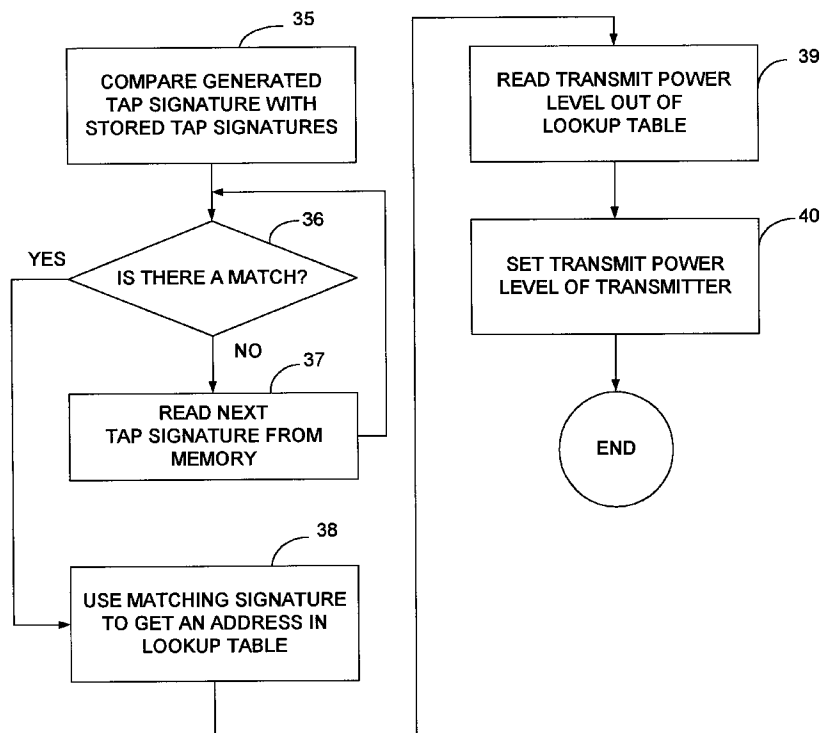 35
COMPARE GENERATED
TAP SIGNATURE WITH
STORED TAP SIGNATURES
36
YES
IS THERE A MATCH?
NO
37
READ NEXT
TAP SIGNATURE FROM
MEMORY
38
USE MATCHING SIGNATURE
TO GET AN ADDRESS IN
LOOKUP TABLE
39
READ TRANSMIT POWER
LEVEL OUT OF
LOOKUP TABLE
40
SET TRANSMIT POWER
LEVEL OF TRANSMITTER
END